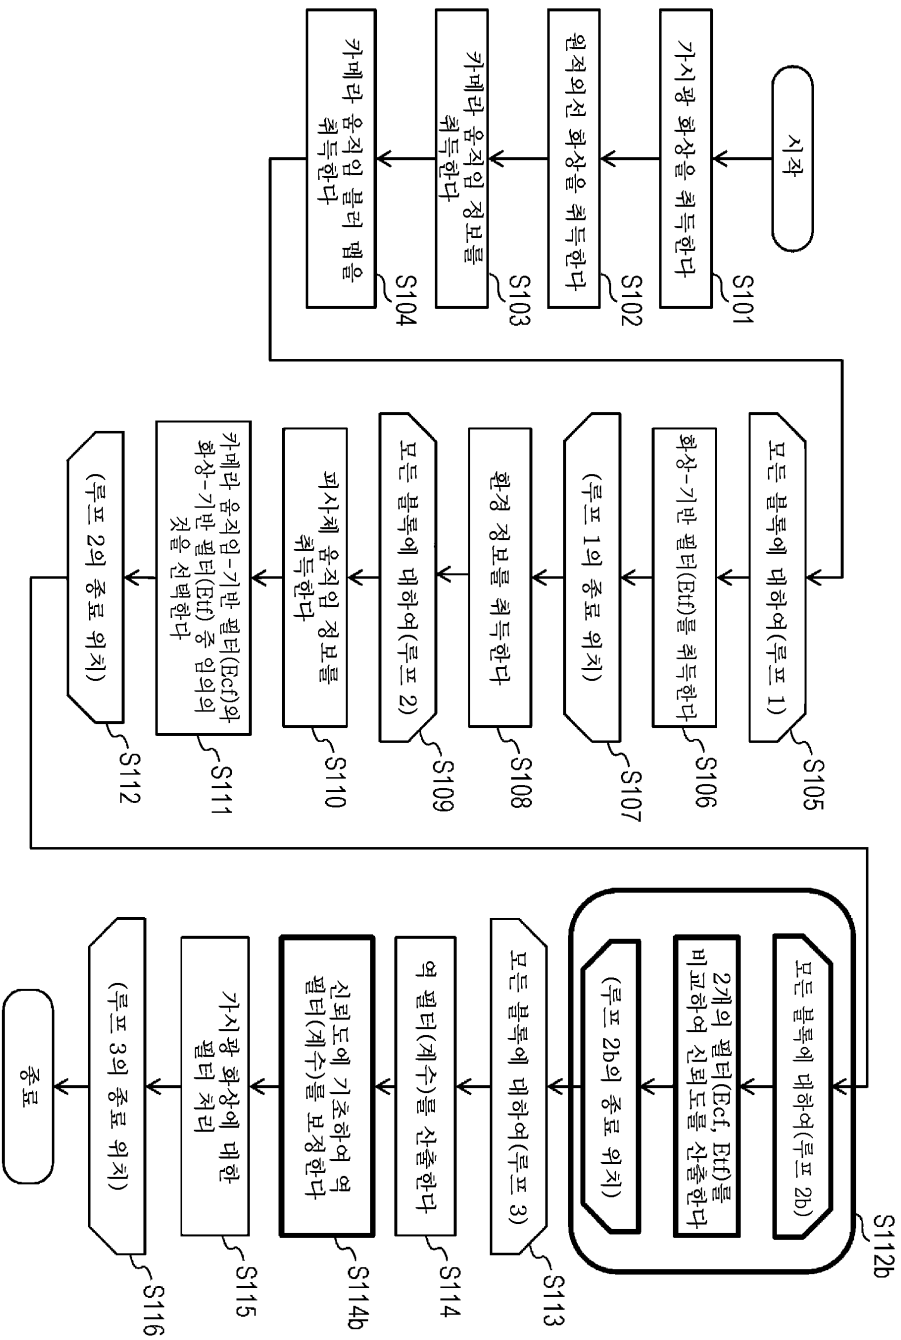 시작
가시광 화상을 취득한다
S101
원적외선 화상을 취득한다
S102
카메라 움직임 정보를
취득한다
S103
카메라 움직임 블러 맵을
취득한다
S104
모든 블록에 대하여(루프 1)
S105
화상-기반 필터(Etf)를 취득한다
S106
(루프 1의 종료 위치)
S107
환경 정보를 취득한다
S108
모든 블록에 대하여(루프 2)
S109
피사체 움직임 정보를
취득한다
S110
카메라 움직임-기반 필터(Ecf)와
화상-기반 필터(Etf) 중 임의의
것을 선택한다
S111
(루프 2의 종료 위치)
S112
모든 블록에 대하여(루프 2b)
2개의 필터(Ecf, Etf)를
비교하여 신뢰도를 산출한다
(루프 2b의 종료 위치)
S112b
모든 블록에 대하여(루프 3)
S113
역 필터(계수)를 산출한다
S114
신뢰도에 기초하여 역
필터(계수)를 보정한다
S114b
가시광 화상에 대한
필터 처리
S115
(루프 3의 종료 위치)
S116
종료